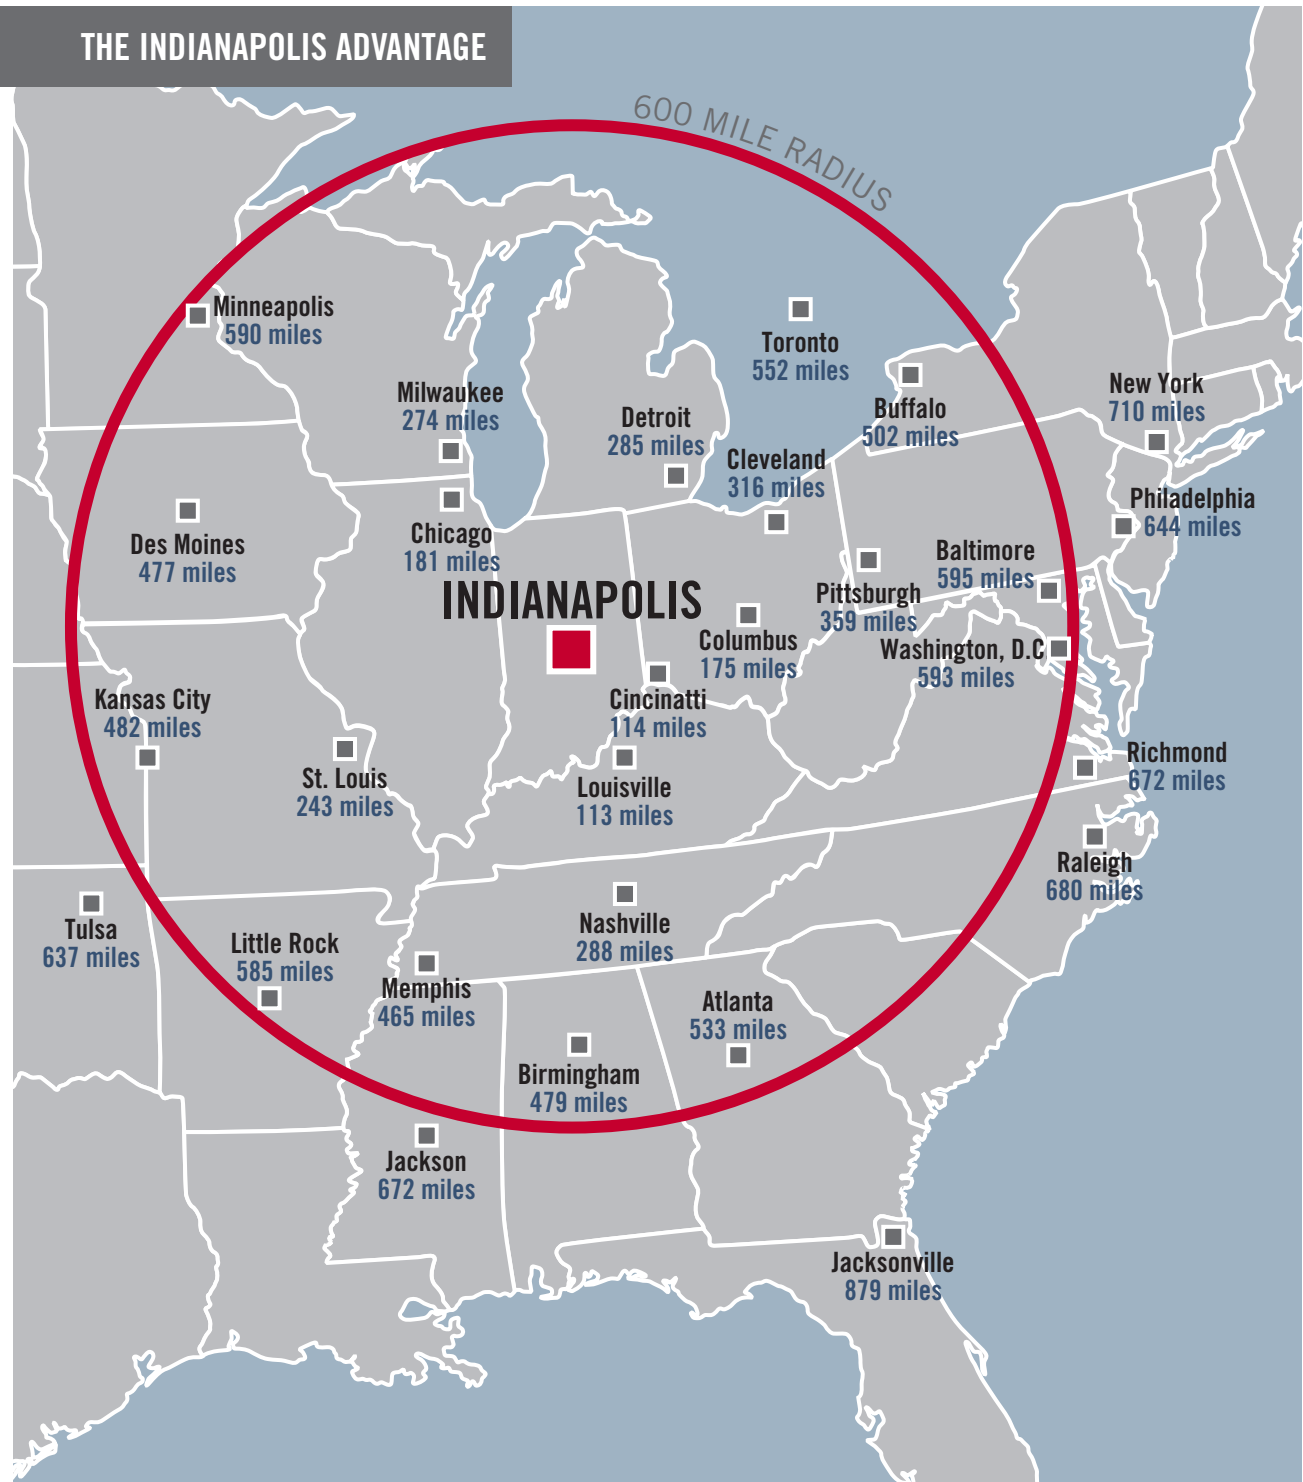 THE INDIANAPOLIS ADVANTAGE
600 MILE RADIUS
Minneapolis
590 miles
Toronto
552 miles
Milwaukee
274 miles
Detroit
285 miles
Buffalo
502 miles
New York
710 miles
Cleveland
316 miles
Philadelphia
644 miles
Des Moines
477 miles
Chicago
181 miles
Baltimore
595 miles
Pittsburgh
359 miles
INDIANAPOLIS
Columbus
175 miles
Washington, D.C
593 miles
Kansas City
482 miles
Cincinatti
114 miles
St. Louis
243 miles
Louisville
113 miles
Richmond
672 miles
Raleigh
680 miles
Tulsa
637 miles
Little Rock
585 miles
Nashville
288 miles
Memphis
465 miles
Atlanta
533 miles
Birmingham
479 miles
Jackson
672 miles
Jacksonville
879 miles